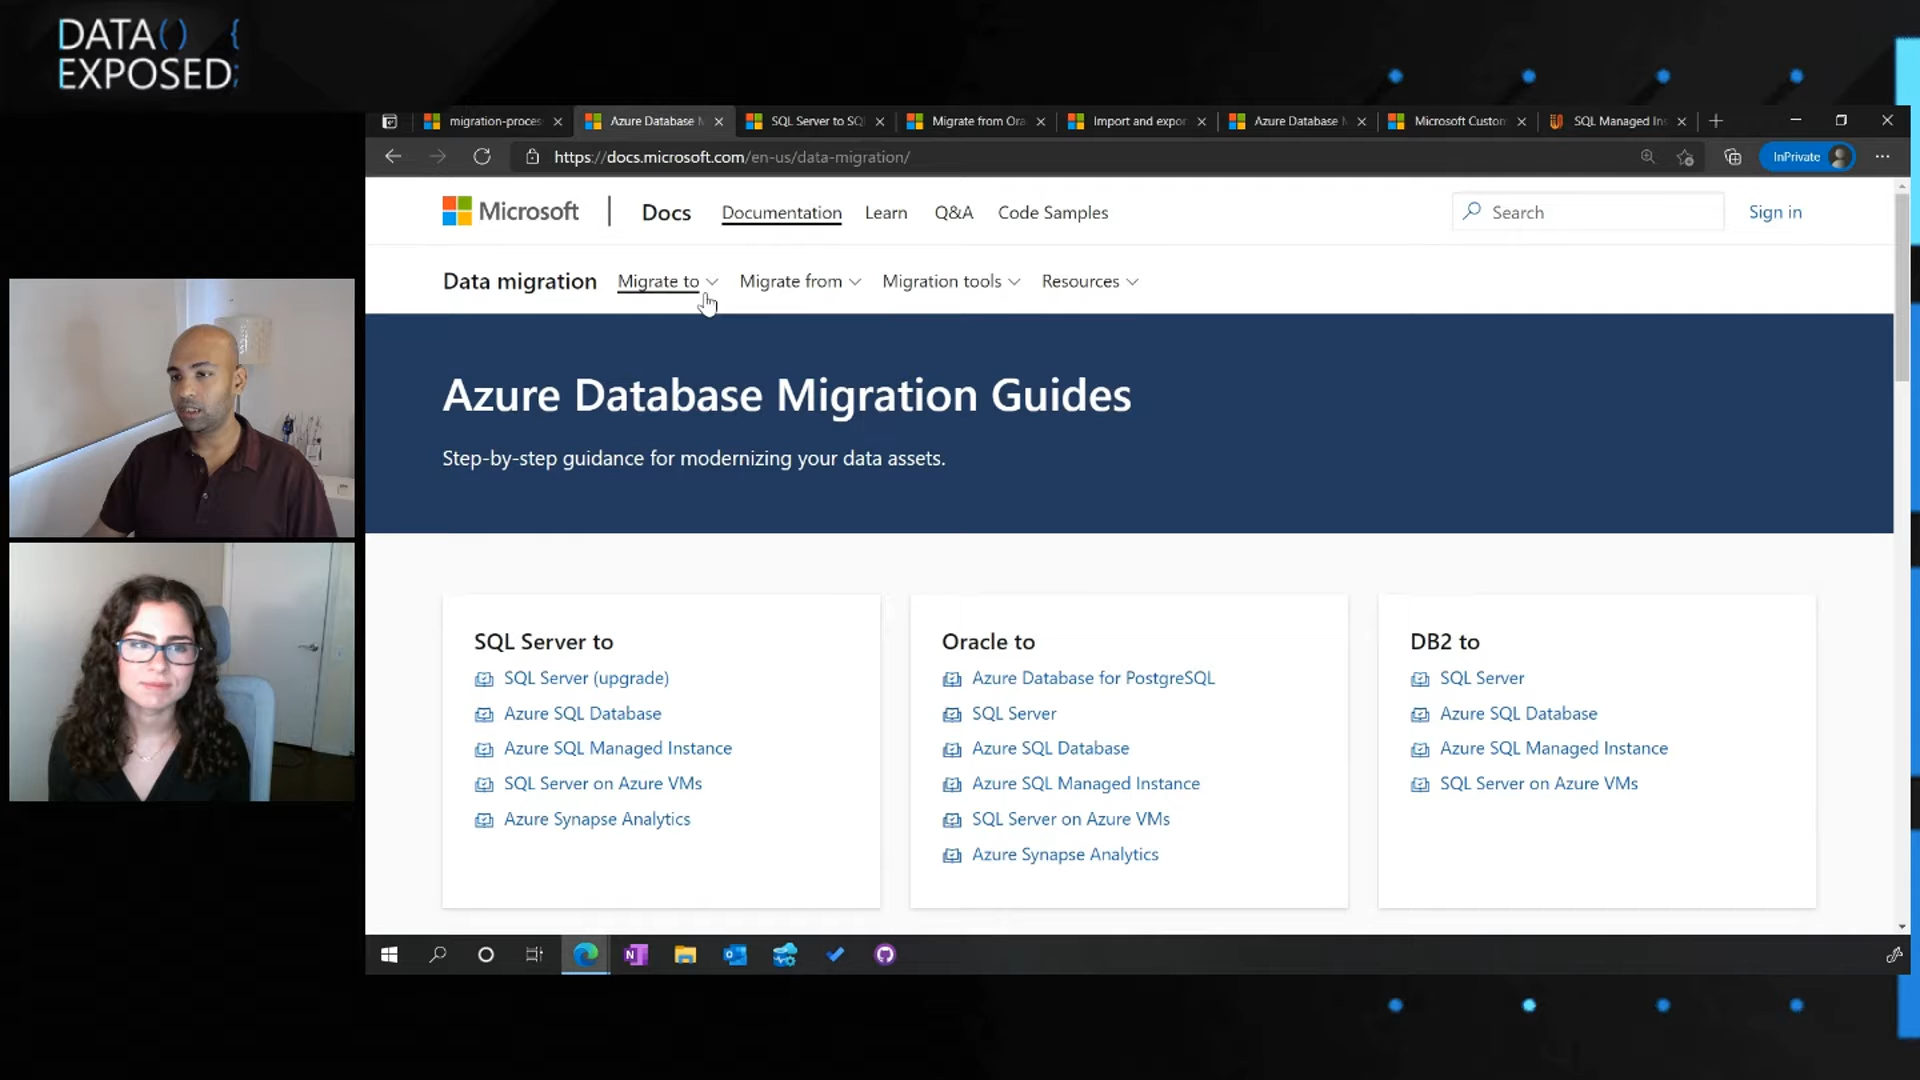 DATA() {
EXPOSED;
migration-proces
Azure Database M
SQL Server to SQ
Migrate from Ora
Import and expor
Azure Database M
Microsoft Custom
SQL Managed Ins
https://docs.microsoft.com/en-us/data-migration/
InPrivate
Microsoft
Docs
Documentation
Learn
Q&A
Code Samples
Search
Sign in
Data migration
Migrate to
Migrate from
Migration tools
Resources
Azure Database Migration Guides
Step-by-step guidance for modernizing your data assets.
SQL Server to
SQL Server (upgrade)
Azure SQL Database
Azure SQL Managed Instance
SQL Server on Azure VMs
Azure Synapse Analytics
Oracle to
Azure Database for PostgreSQL
SQL Server
Azure SQL Database
Azure SQL Managed Instance
SQL Server on Azure VMs
Azure Synapse Analytics
DB2 to
SQL Server
Azure SQL Database
Azure SQL Managed Instance
SQL Server on Azure VMs